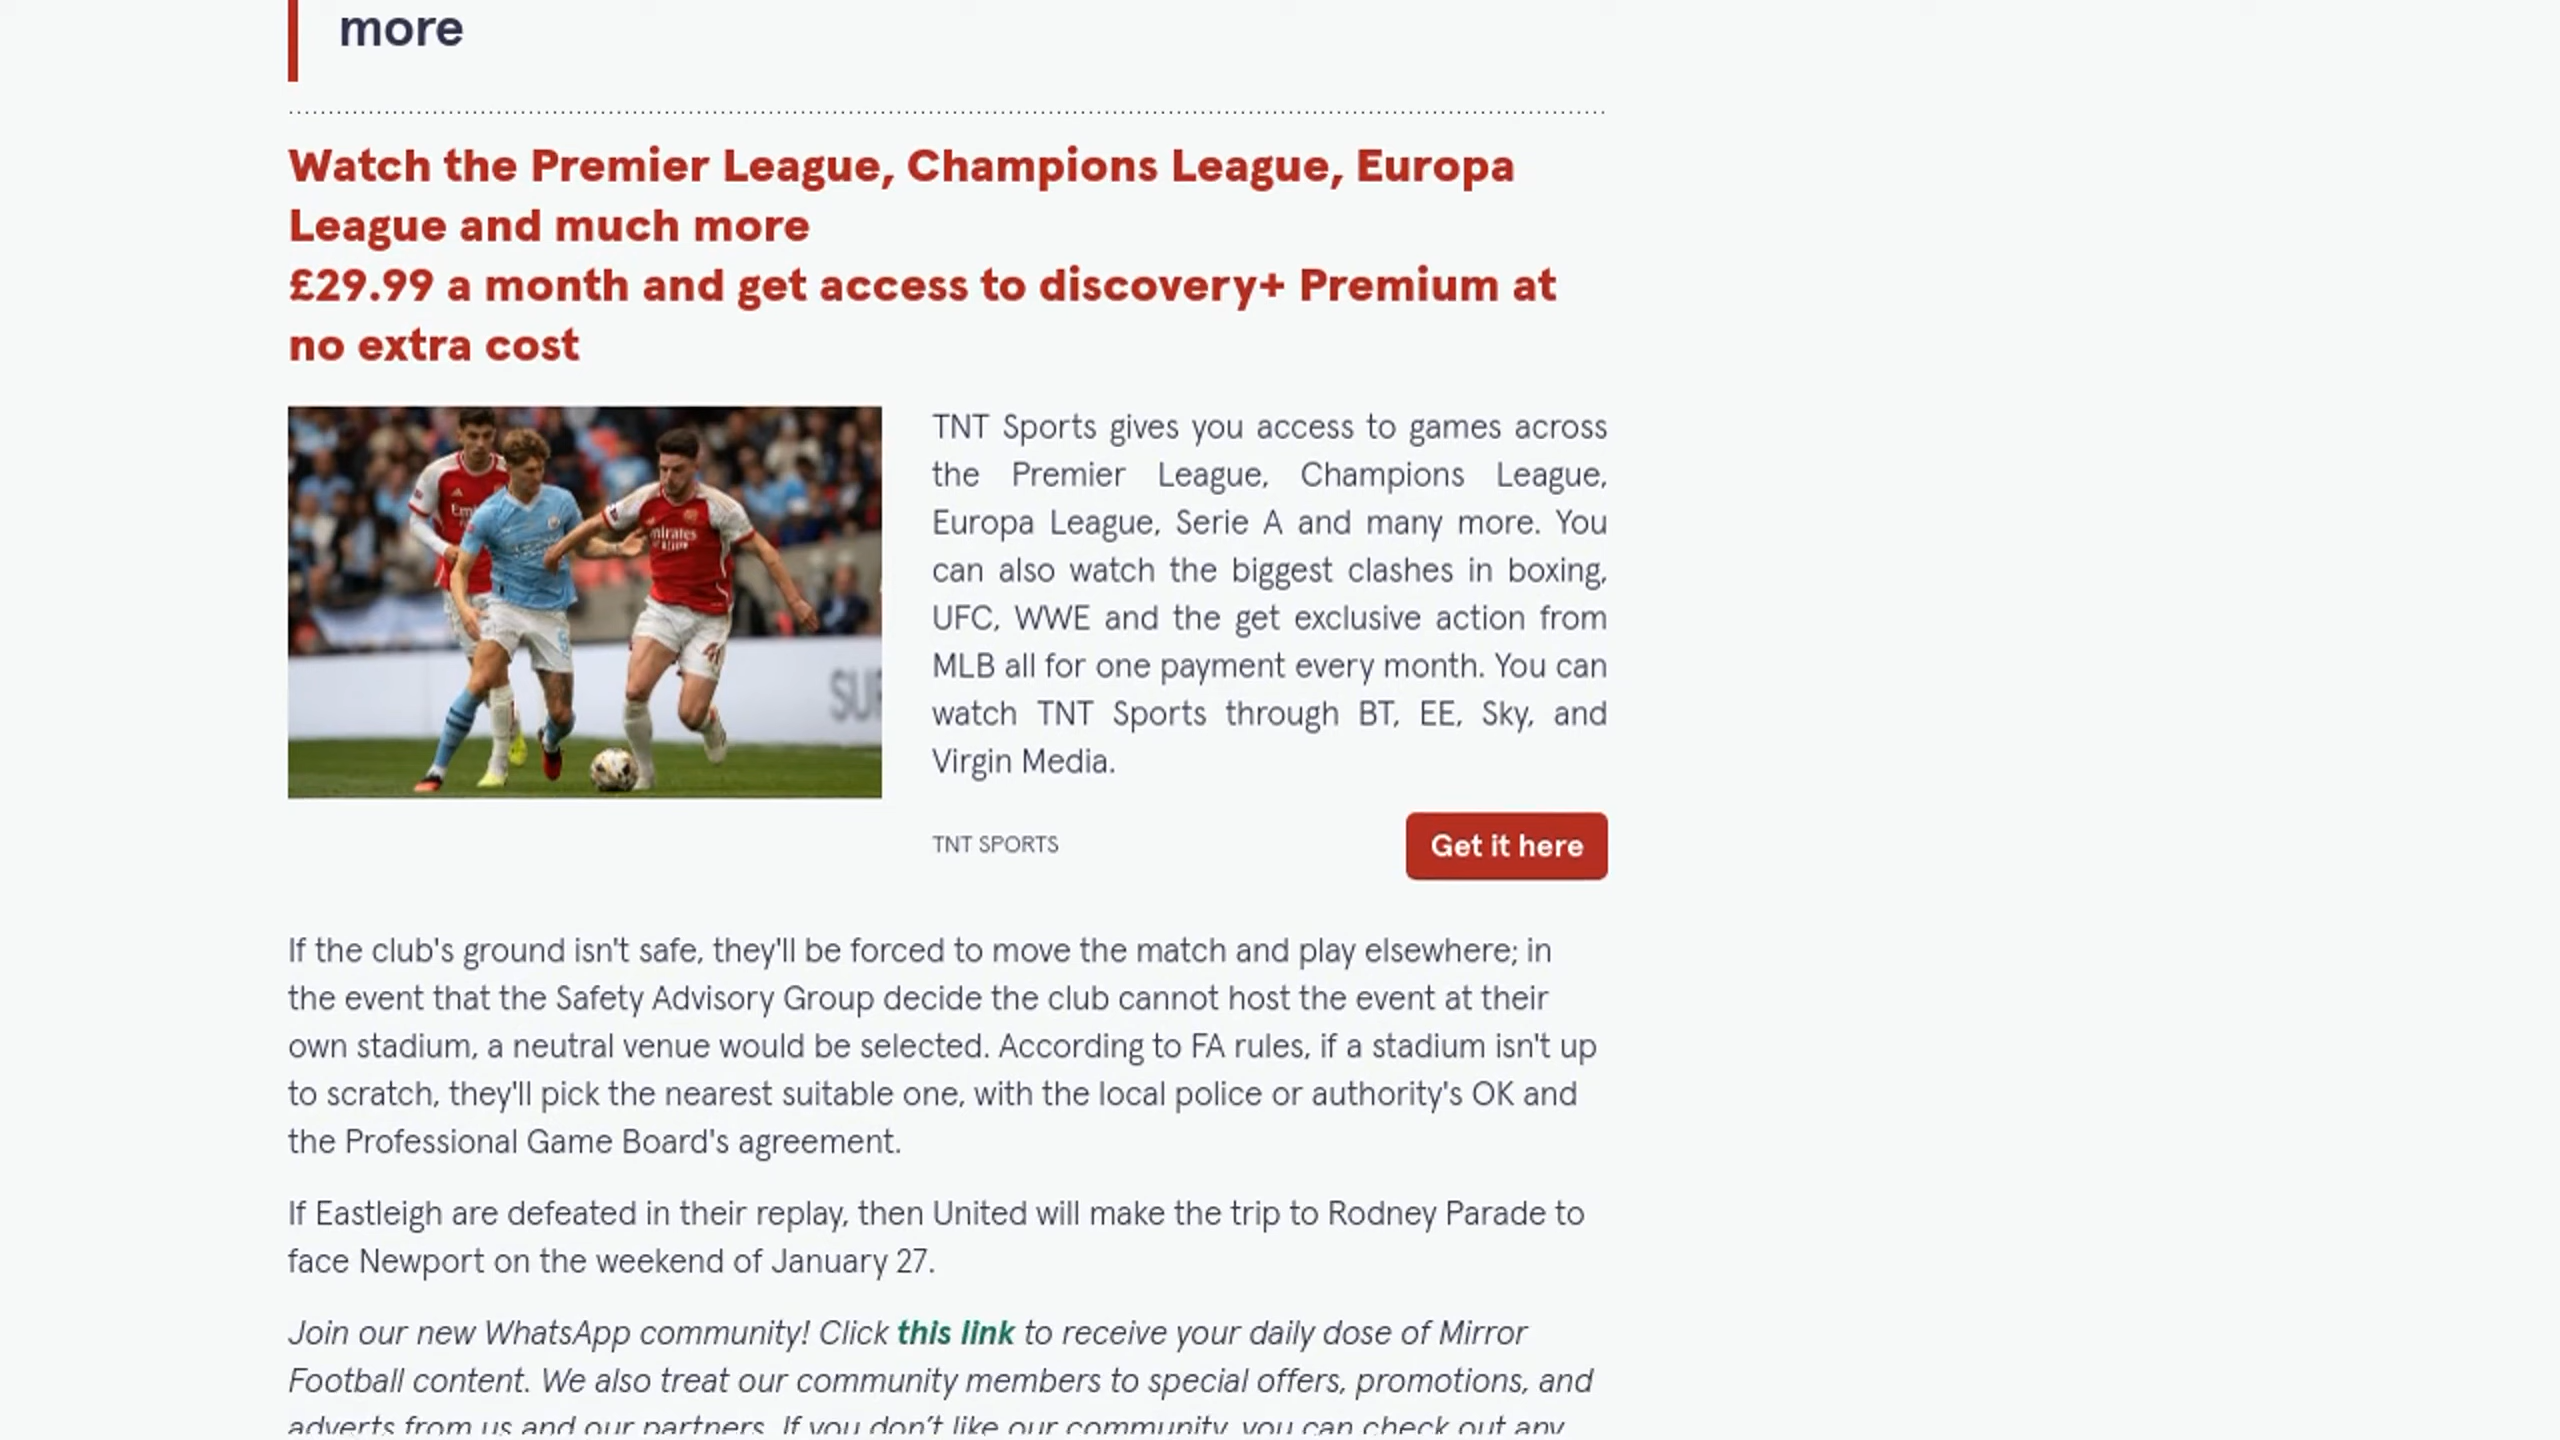 more
Watch the Premier League, Champions League, Europa
League and much more
£29.99 a month and get access to discovery+ Premium at
no extra cost
TNT Sports gives you access to games across
the Premier League, Champions League,
Europa League, Serie A and many more. You
can also watch the biggest clashes in boxing,
UFC, WWE and the get exclusive action from
MLB all for one payment every month. You can
watch TNT Sports through BT, EE, Sky, and
Virgin Media.
TNT SPORTS
Get it here
If the club's ground isn't safe, they'll be forced to move the match and play elsewhere; in
the event that the Safety Advisory Group decide the club cannot host the event at their
own stadium, a neutral venue would be selected. According to FA rules, if a stadium isn't up
to scratch, they'll pick the nearest suitable one, with the local police or authority's OK and
the Professional Game Board's agreement.
If Eastleigh are defeated in their replay, then United will make the trip to Rodney Parade to
face Newport on the weekend of January 27.
Join our new WhatsApp community! Click this link to receive your daily dose of Mirror
Football content. We also treat our community members to special offers, promotions, and
adverts from us and our partners. If you don’t like our community, you can check out any